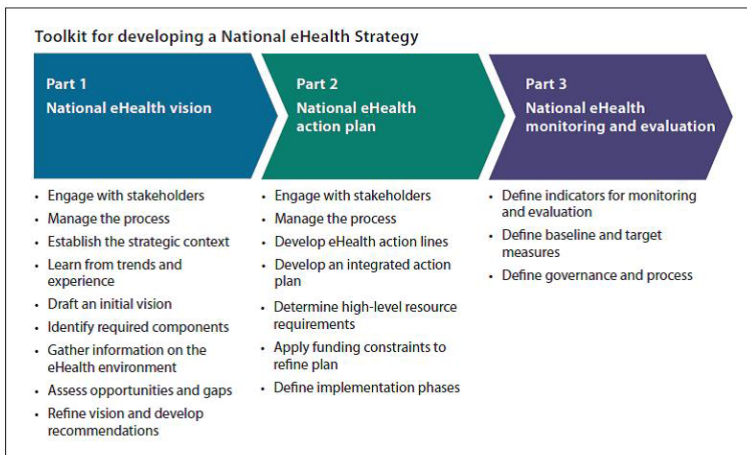 Toolkit for developing a National eHealth Strategy
Part 1
National eHealth vision
Part 2
National eHealth
action plan
Part 3
National eHealth
monitoring and evaluation
• Engage with stakeholders
• Manage the process
• Establish the strategic context
• Learn from trends and
experience
• Draft an initial vision
• Identify required components
• Gather information on the
eHealth environment
• Assess opportunities and gaps
• Refine vision and develop
recommendations
• Engage with stakeholders
• Manage the process
• Develop eHealth action lines
• Develop an integrated action
plan
• Determine high-level resource
requirements
• Apply funding constraints to
refine plan
• Define implementation phases
• Define indicators for monitoring
and evaluation
• Define baseline and target
measures
• Define governance and process